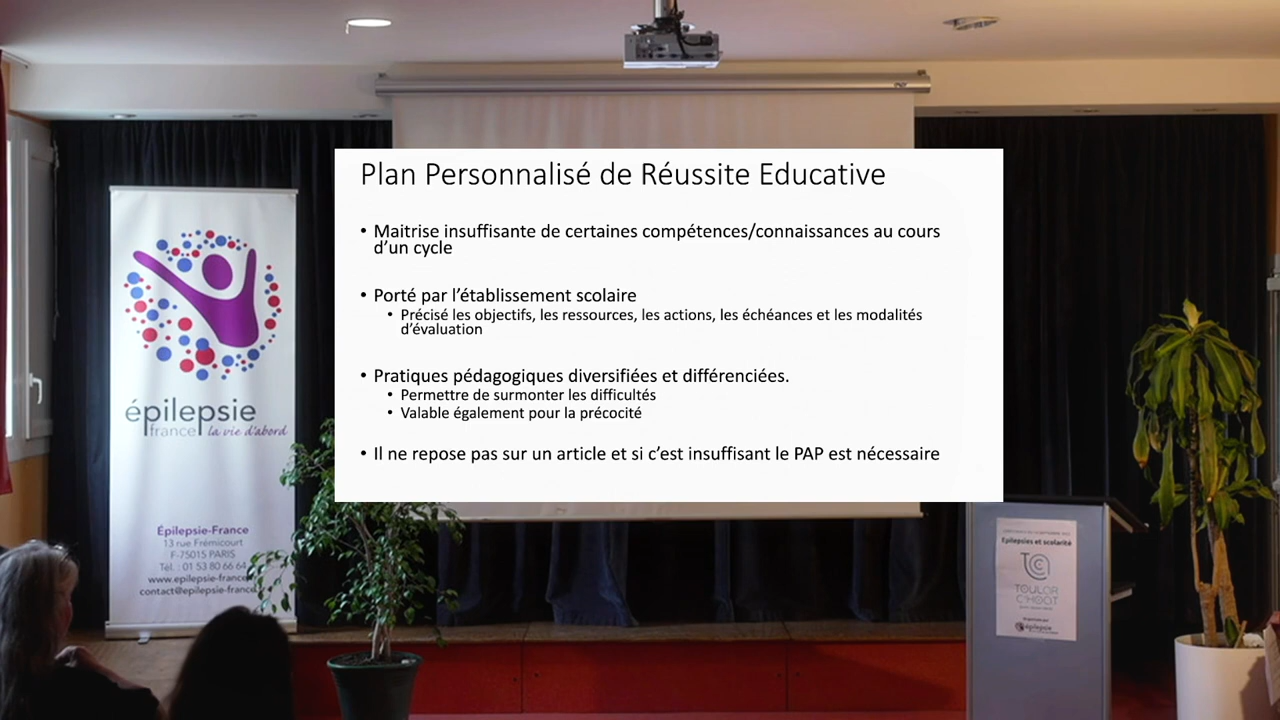 Plan Personnalisé de Réussite Educative
• Maitrise insuffisante de certaines compétences/connaissances au cours
d’un cycle
• Porté par l’établissement scolaire
• Précisé les objectifs, les ressources, les actions, les échéances et les modalités
d’évaluation
• Pratiques pédagogiques diversifiées et différenciées.
• Permettre de surmonter les difficultés
• Valable également pour la précocité
• Il ne repose pas sur un article et si c’est insuffisant le PAP est nécessaire
épilepsie
france la vie d’abord
Épilepsie-France
13 rue Frémicourt
F-75015 PARIS
Tél. : 01 53 80 66 64
www.epilepsie-france
contact@epilepsie-france
Epilepsies et scolarité
TOULAR
C'HOAT
épilepsie